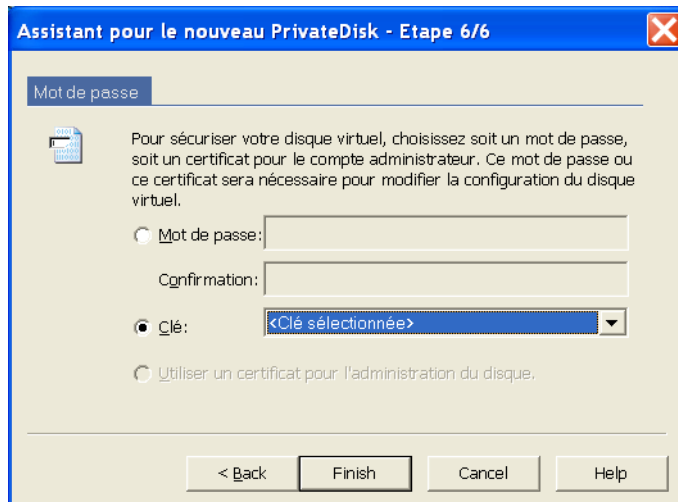 Assistant pour le nouveau PrivateDisk - Etape 6/6
Mot de passe
Pour sécuriser votre disque virtuel, choisissez soit un mot de passe,
soit un certificat pour le compte administrateur. Ce mot de passe ou
ce certificat sera nécessaire pour modifier la configuration du disque
virtuel.
Mot de passe:
Confirmation:
Clé: <Clé sélectionnée>
Utiliser un certificat pour l'administration du disque.
< Back Finish Cancel Help